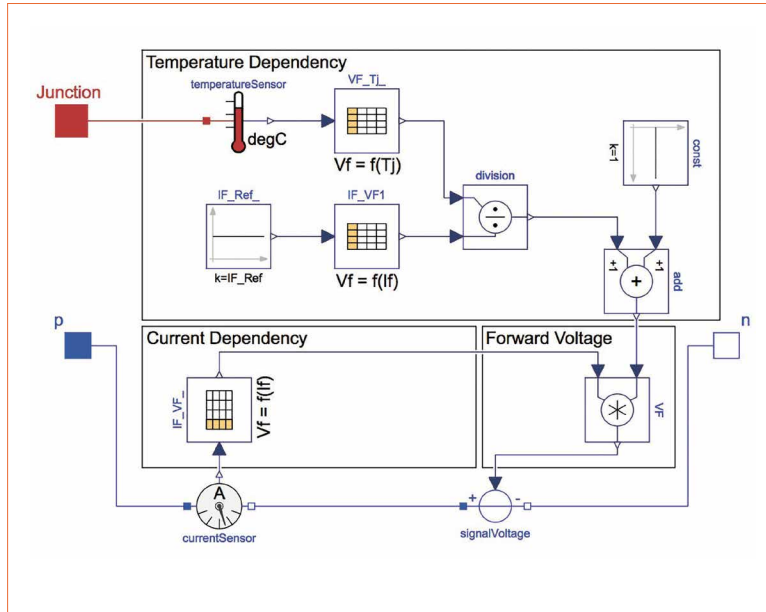 Temperature Dependency
temperatureSensor
VF_Tj_
Junction
degC
Vf = f(Tj)
k=1
const
division
÷
IF_Ref_
IF_VF1
k=IF_Ref
Vf = f(If)
+1
+1
+
add
p
n
Current Dependency
Forward Voltage
IF_VF_
Vf = f(If)
VF
A
+
-
currentSensor
signalVoltage